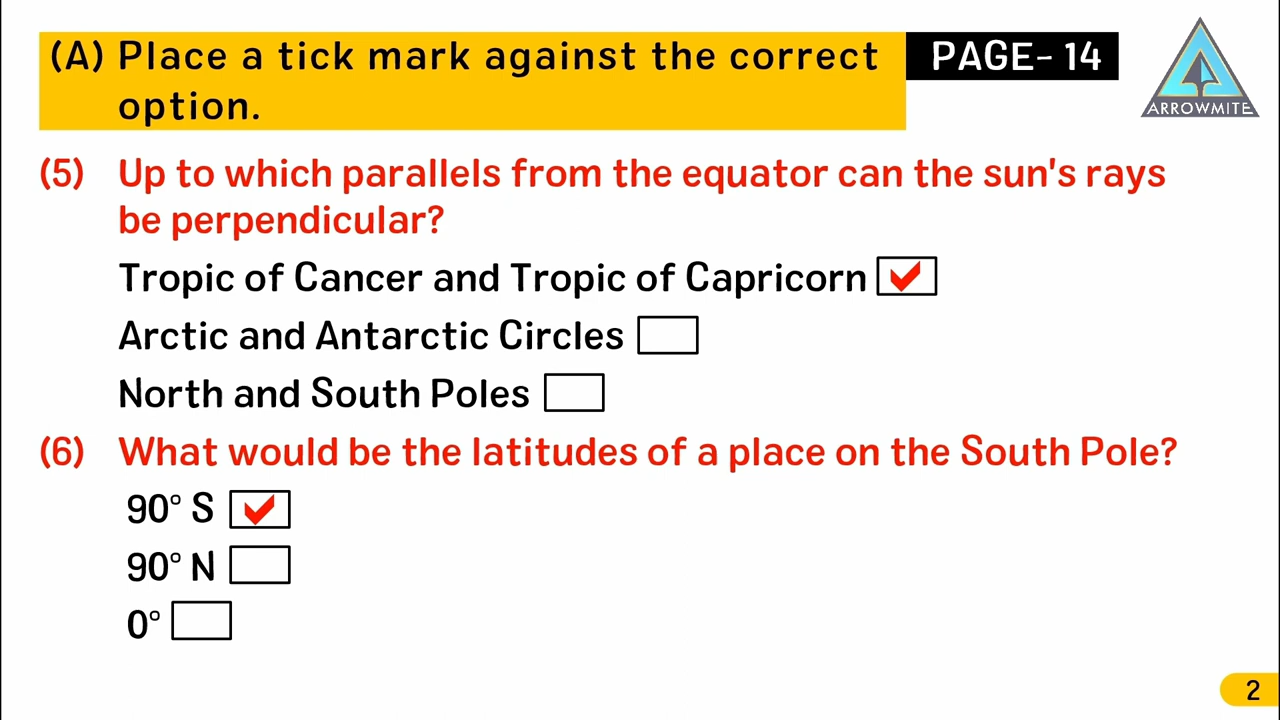 (A) Place a tick mark against the correct
option.
PAGE- 14
ARROWMITE
(5) Up to which parallels from the equator can the sun's rays
be perpendicular?
Tropic of Cancer and Tropic of Capricorn
Arctic and Antarctic Circles
North and South Poles
(6) What would be the latitudes of a place on the South Pole?
90° S
90° N
0°
2